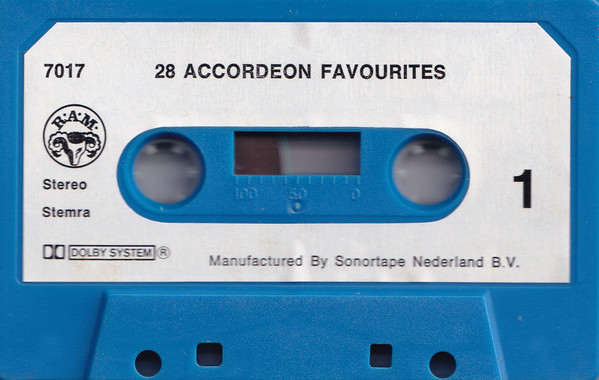 7017
28 ACCORDEON FAVOURITES
R.A.M.
Stereo
Stemra
100 50 0
1
DOLBY SYSTEM ®
Manufactured By Sonortape Nederland B.V.